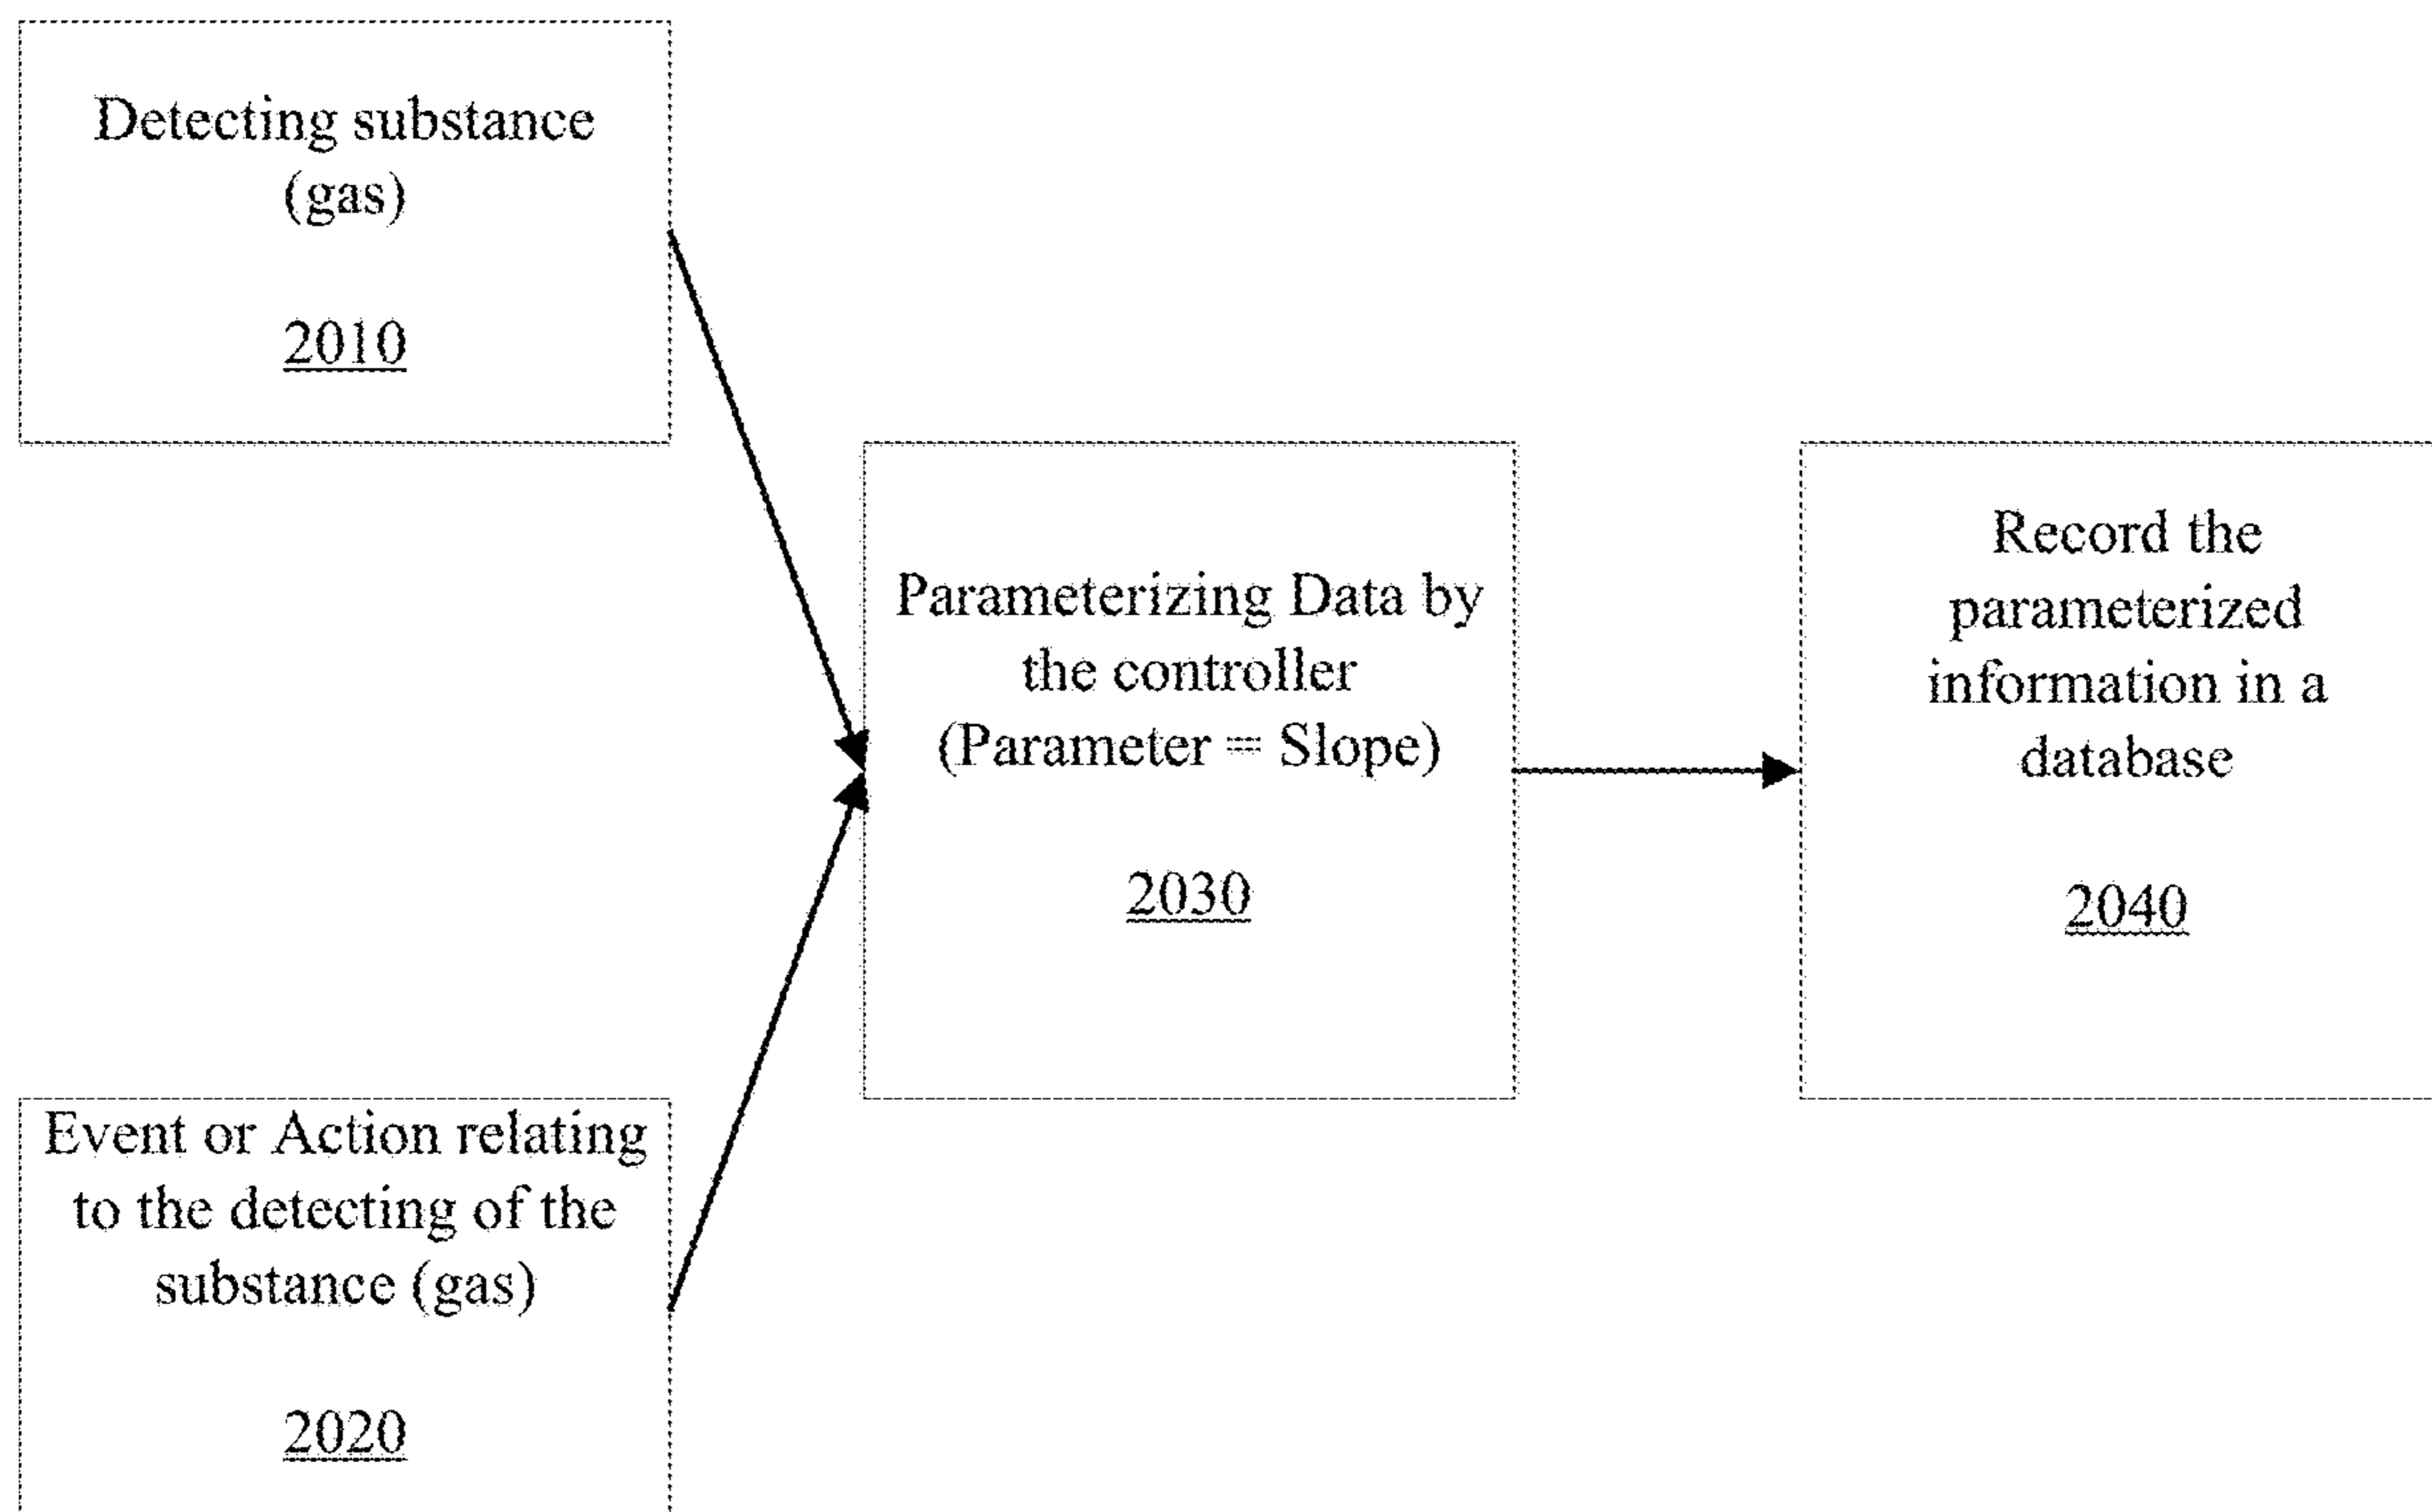 Detecting substance
(gas)
2010
Event or Action relating
to the detecting of the
substance (gas)
2020
Parameterizing Data by
the controller
(Parameter = Slope)
2030
Record the
parameterized
information in a
database
2040